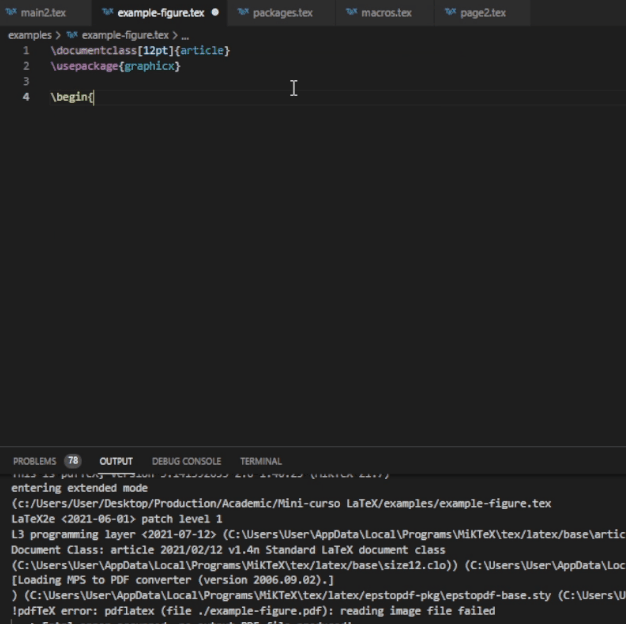 main2.tex example-figure.tex packages.tex macros.tex page2.tex
examples > example-figure.tex > ...
1 \documentclass[12pt]{article}
2 \usepackage{graphicx}
3
4 \begin{
PROBLEMS 78 OUTPUT DEBUG CONSOLE TERMINAL
entering extended mode
(c:/Users/User/Desktop/Production/Academic/Mini-curso LaTeX/examples/example-figure.tex
LaTeX2e <2021-06-01> patch level 1
L3 programming layer <2021-07-12> (C:\Users\User\AppData\Local\Programs\MiKTeX\tex/latex/base\artic
Document Class: article 2021/02/12 v1.4n Standard LaTeX document class
(C:\Users\User\AppData\Local\Programs\MiKTeX\tex/latex/base\size12.clo)) (C:\Users\User\AppData\Loc
[Loading MPS to PDF converter (version 2006.09.02).]
) (C:\Users\User\AppData\Local\Programs\MiKTeX\tex/latex/epstopdf-pkg\epstopdf-base.sty (C:\Users\U
!pdfTeX error: pdflatex (file ./example-figure.pdf): reading image file failed